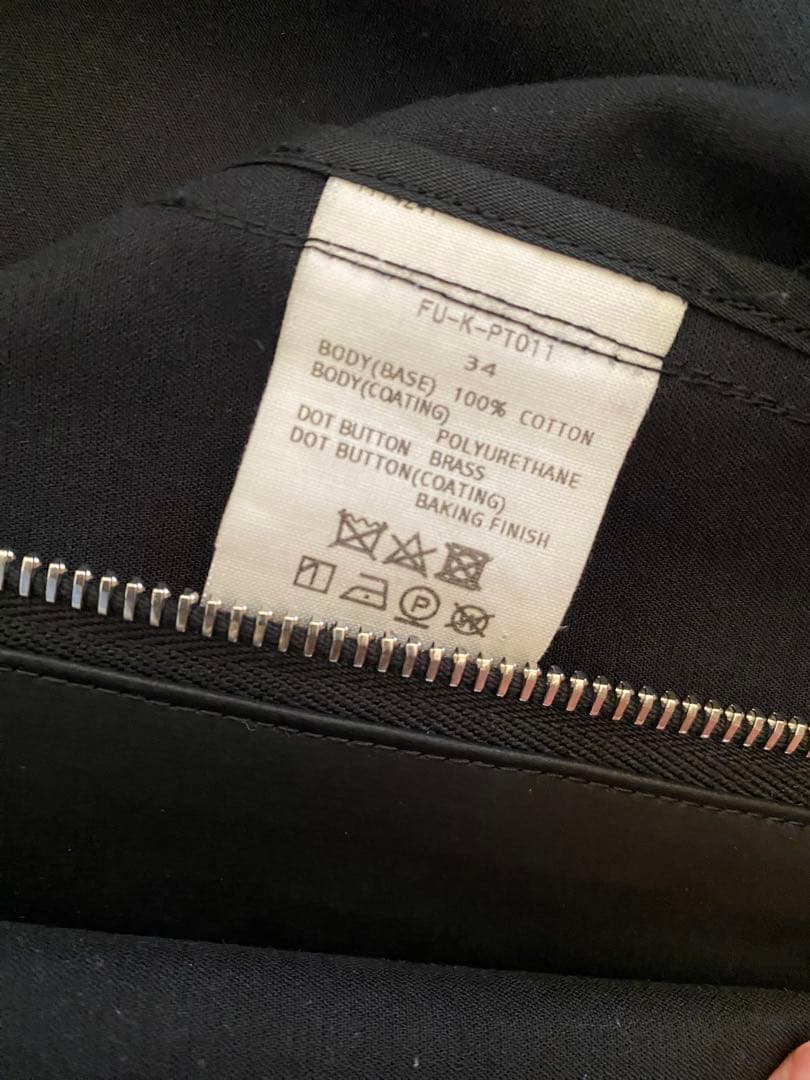 FU-K-PT011
34
BODY(BASE) 100% COTTON
BODY(COATING)
POLYURETHANE
DOT BUTTON BRASS
DOT BUTTON(COATING)
BAKING FINISH
P
W